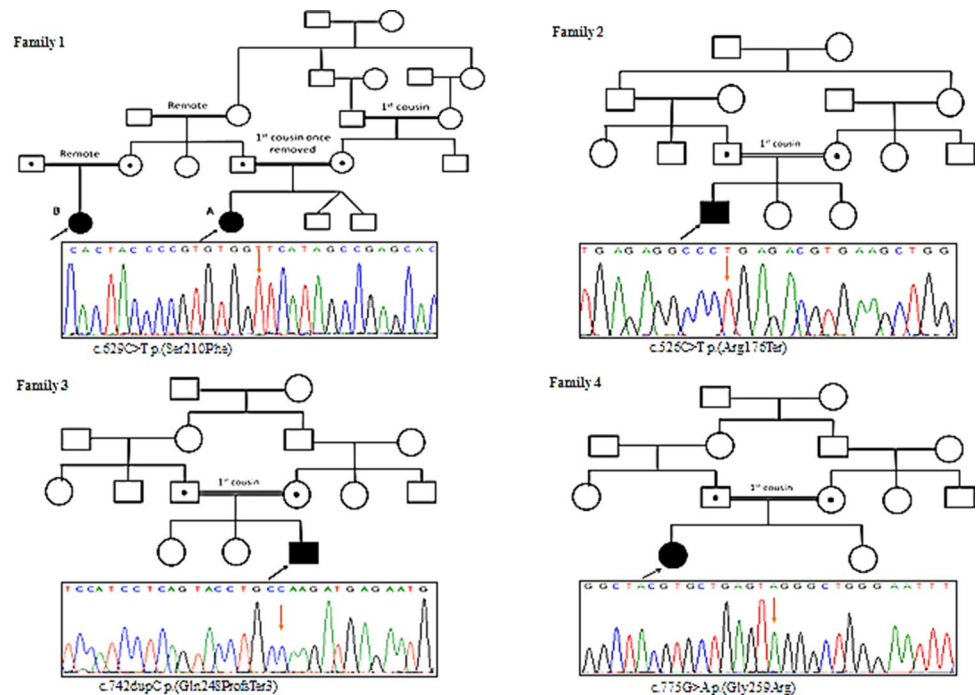 Family 1
Remote
1st cousin
Remote
1st cousin once
removed
B
A
C A C T A C C C C G T G T G G T T C A T A G C C G A G C A C
c.629C>T p.(Ser210Phe)
Family 2
1st cousin
T G A G A G G C C C T G A G A C G T G A A G C T G G
c.526C>T p.(Arg176Ter)
Family 3
1st cousin
T C C A T C C T C A G T A C C T G C C A A G A T G A G A A T G
c.742dupC p.(Gln248ProfsTer3)
Family 4
1st cousin
G G C T A C G T G C T G A G T A G G G C T G G G A A T T T
c.775G>A p.(Gly259Arg)